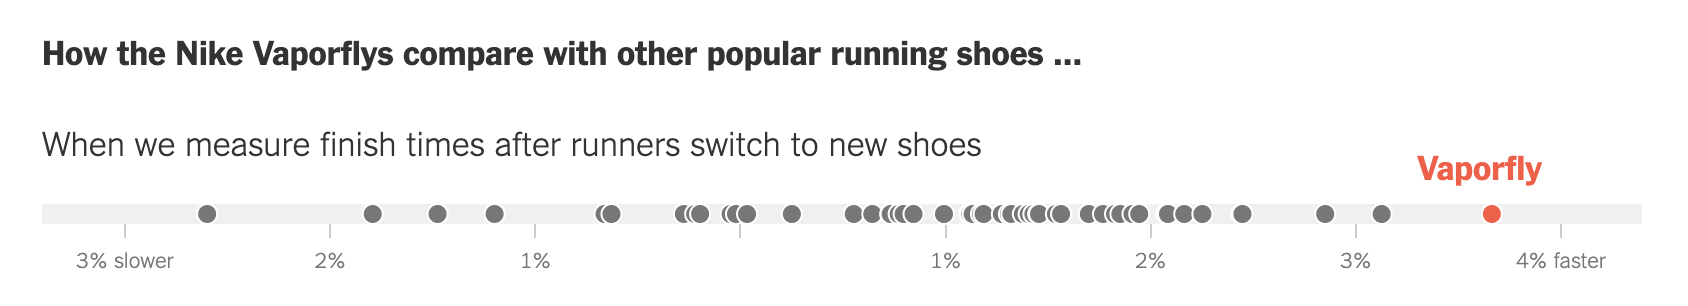 How the Nike Vaporflys compare with other popular running shoes ...
When we measure finish times after runners switch to new shoes
Vaporfly
3% slower 2% 1% 1% 2% 3% 4% faster